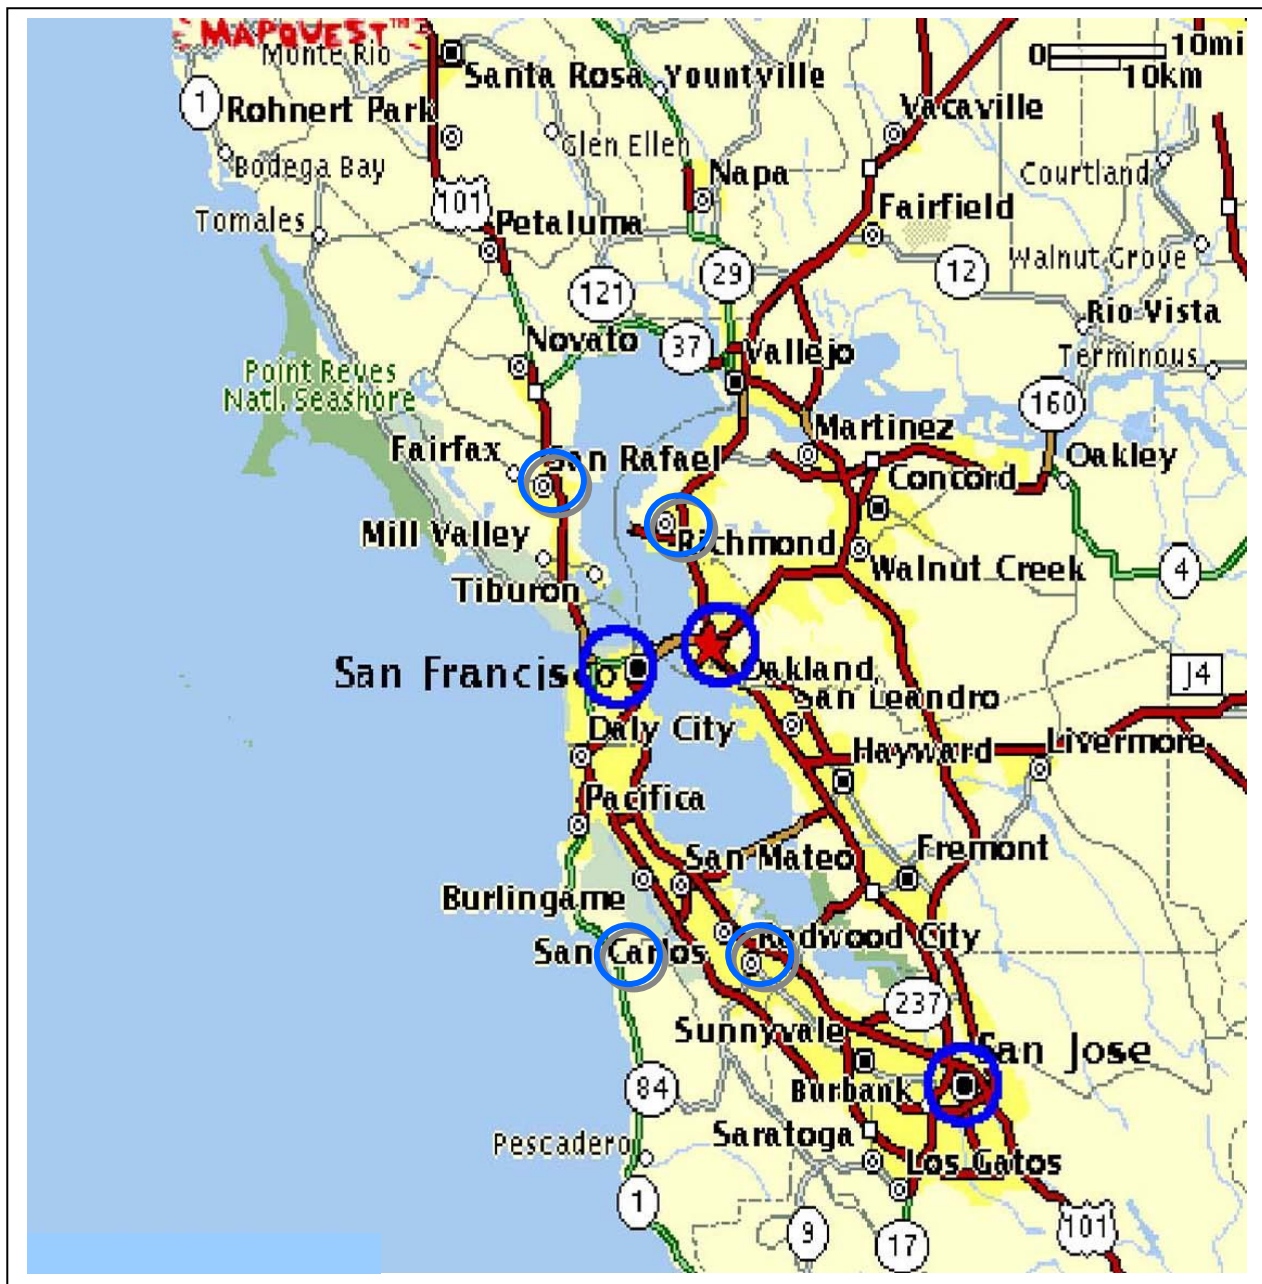 MAPQUEST™
Monte Rio
0 10mi
10km
Santa Rosa Yountville
1
Rohnert Park
Vacaville
Glen Ellen
Bodega Bay
Napa
Courtland
101
Tomales
Petaluma
Fairfield
Walnut Grove
29
12
121
Rio Vista
Novato
37
Vallejo
Terminous
Point Reyes
Natl. Seashore
160
Martinez
Fairfax
San Rafael
Oakley
Concord
Mill Valley
Richmond
Walnut Creek
4
Tiburon
San Francisco
Oakland
J4
San Leandro
Daly City
Hayward
Livermore
Pacifica
San Mateo
Fremont
Burlingame
San Carlos
Redwood City
237
Sunnyvale
San Jose
84
Burbank
Pescadero
Saratoga
Los Gatos
1
9
17
101